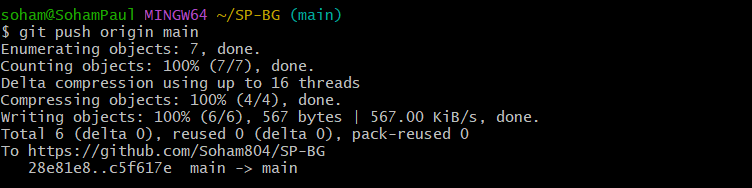 soham@SohamPaul MINGW64 ~/SP-BG (main)
$ git push origin main
Enumerating objects: 7, done.
Counting objects: 100% (7/7), done.
Delta compression using up to 16 threads
Compressing objects: 100% (4/4), done.
Writing objects: 100% (6/6), 567 bytes | 567.00 KiB/s, done.
Total 6 (delta 0), reused 0 (delta 0), pack-reused 0
To https://github.com/Soham804/SP-BG
   28e81e8..c5f617e  main -> main